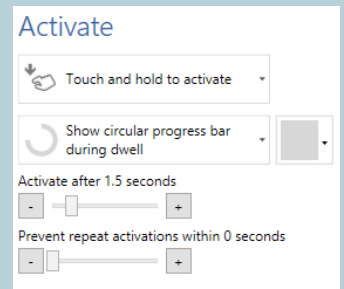 Activate
Touch and hold to activate
Show circular progress bar
during dwell
Activate after 1.5 seconds
- +
Prevent repeat activations within 0 seconds
- +